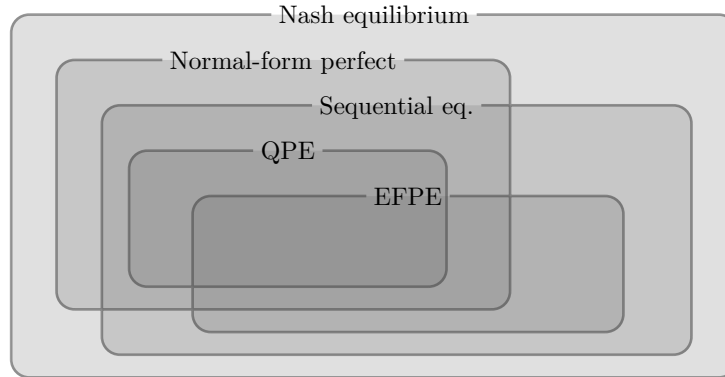 Nash equilibrium
Normal-form perfect
Sequential eq.
QPE
EFPE